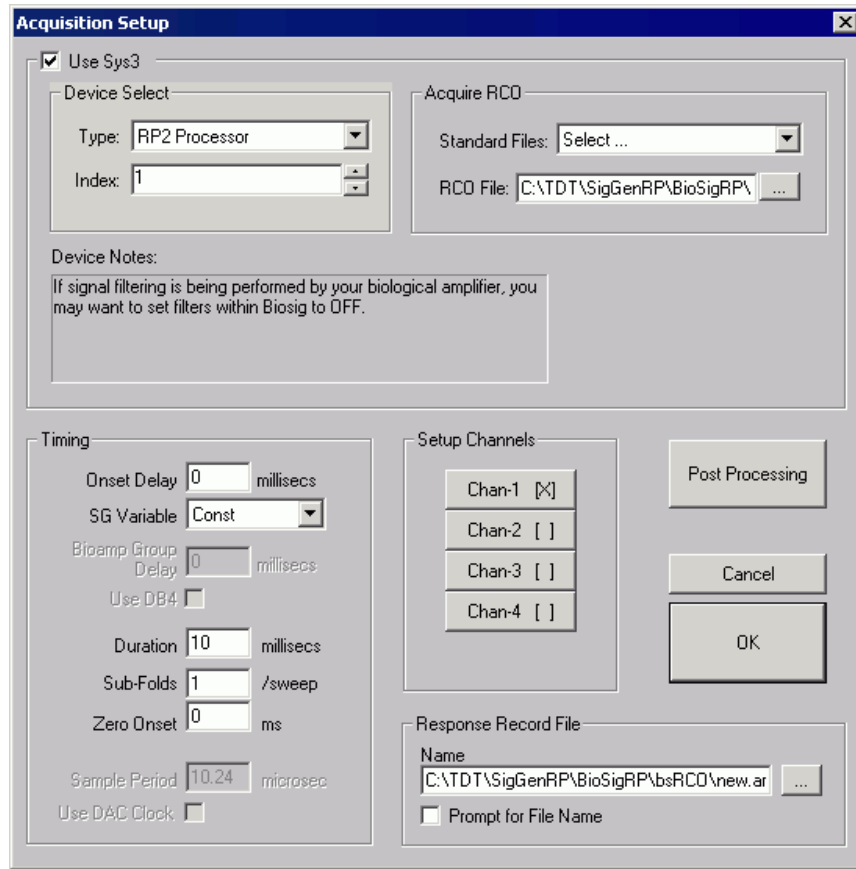 Acquisition Setup
Use Sys3
Device Select
Type: RP2 Processor
Index: 1
Acquire RCO
Standard Files: Select ...
RCO File: C:\TDT\SigGenRP\BioSigRP\ ...
Device Notes:
If signal filtering is being performed by your biological amplifier, you
may want to set filters within Biosig to OFF.
Timing
Onset Delay 0 millisecs
SG Variable Const
Bioamp Group
Delay 0 millisecs
Use DB4
Duration 10 millisecs
Sub-Folds 1 /sweep
Zero Onset 0 ms
Sample Period 10.24 microsec
Use DAC Clock
Setup Channels
Chan-1 [X]
Chan-2 [ ]
Chan-3 [ ]
Chan-4 [ ]
Post Processing
Cancel
OK
Response Record File
Name
C:\TDT\SigGenRP\BioSigRP\bsRCO\new.ar ...
Prompt for File Name